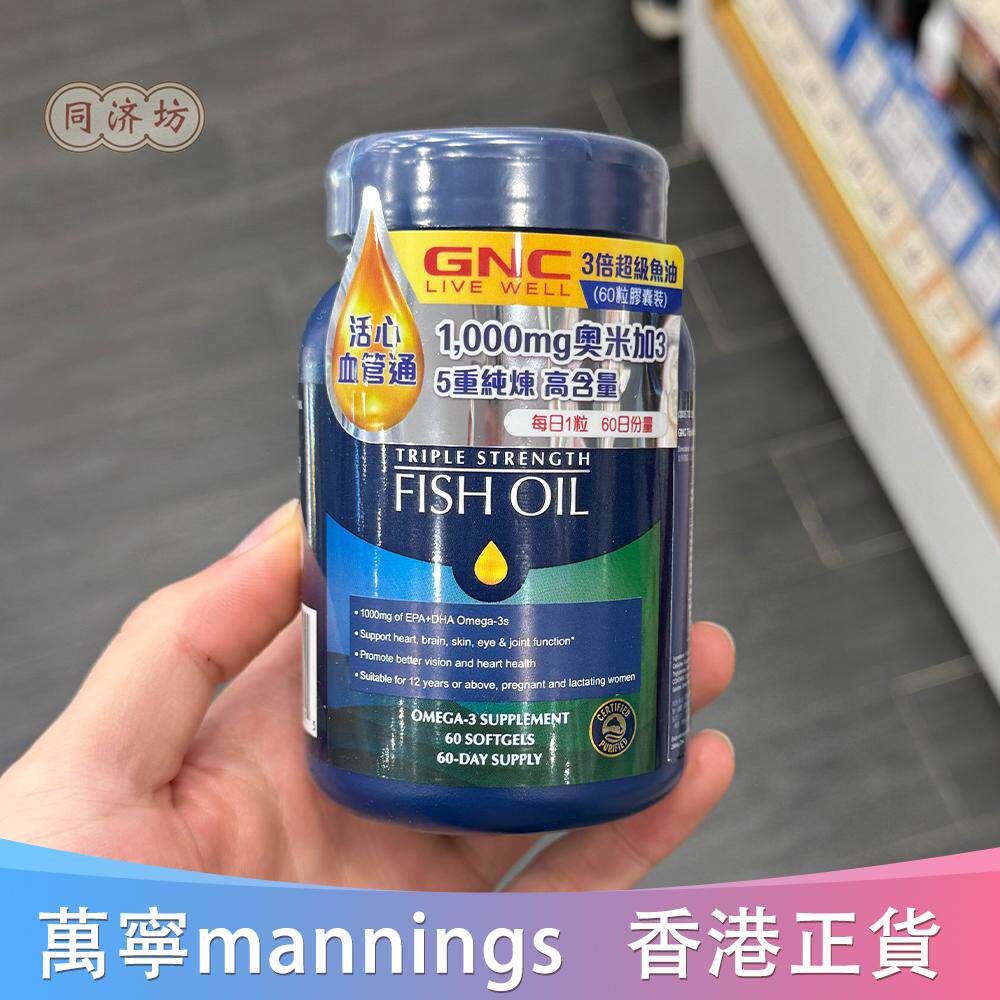 同济坊
GNC
LIVE WELL
3倍超級魚油
(60粒膠囊裝)
活心
血管通
1,000mg奧米加3
5重純煉 高含量
每日1粒 60日份量
TRIPLE STRENGTH
FISH OIL
• 1000mg of EPA+DHA Omega-3s
• Support heart, brain, skin, eye & joint function*
• Promote better vision and heart health
• Suitable for 12 years or above, pregnant and lactating women
OMEGA-3 SUPPLEMENT
60 SOFTGELS
60-DAY SUPPLY
CERTIFIED
PURIFIED
萬寧mannings 香港正貨